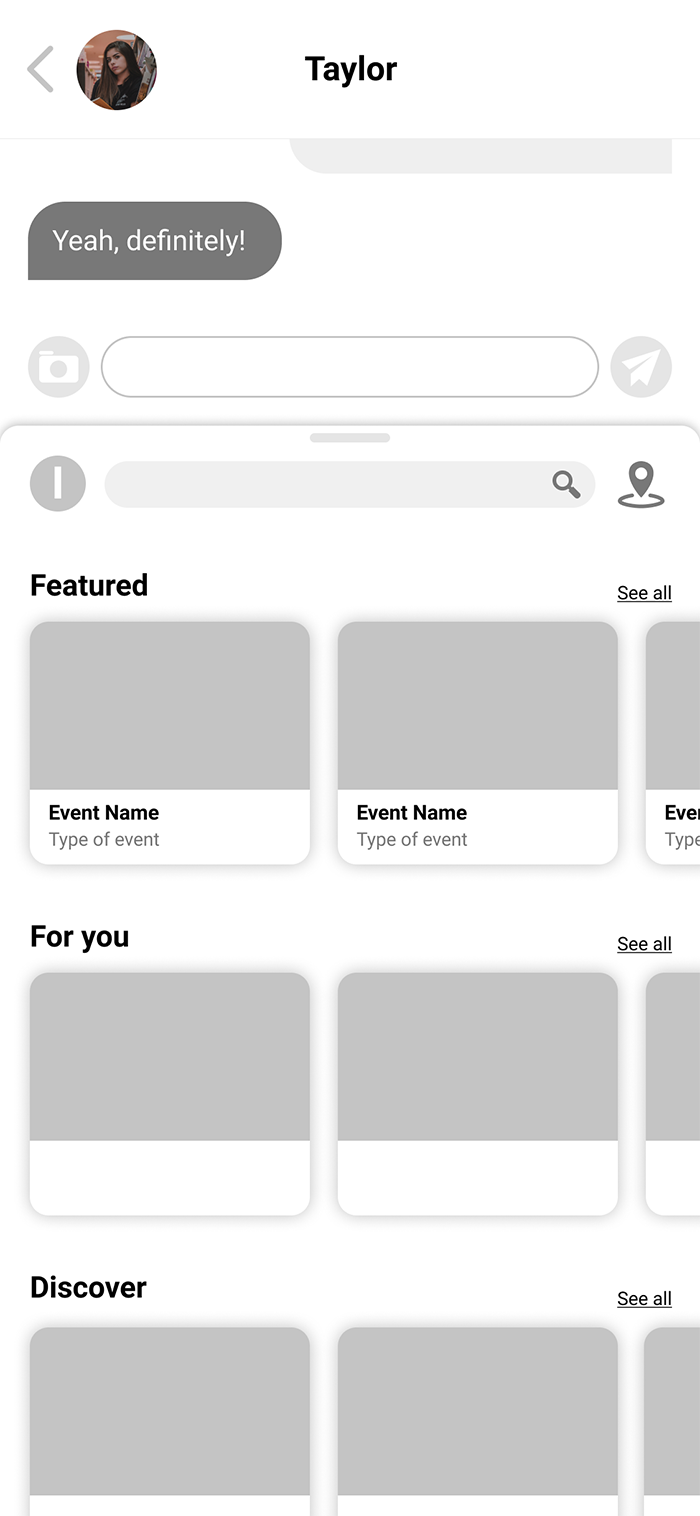 Taylor
Yeah, definitely!
I
Featured
See all
Event Name
Type of event
Event Name
Type of event
Even
Type
For you
See all
Discover
See all